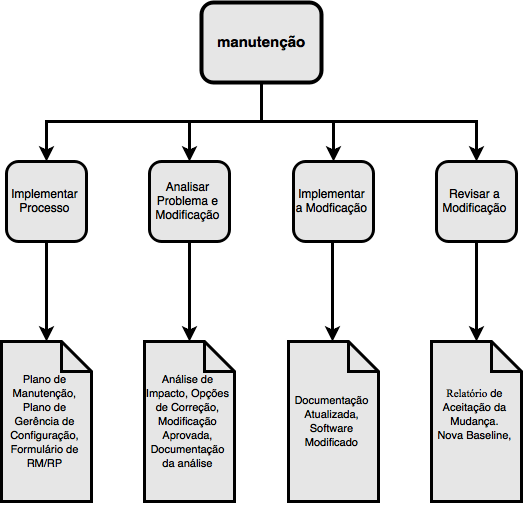 manutenção
Implementar
Processo
Analisar
Problema e
Modificação
Implementar
a Modficação
Revisar a
Modificação
Plano de
Manutenção,
Plano de
Gerência de
Configuração,
Formulário de
RM/RP
Análise de
Impacto, Opções
de Correção,
Modificação
Aprovada,
Documentação
da análise
Documentação
Atualizada,
Software
Modificado
Relatório de
Aceitação da
Mudança.
Nova Baseline,